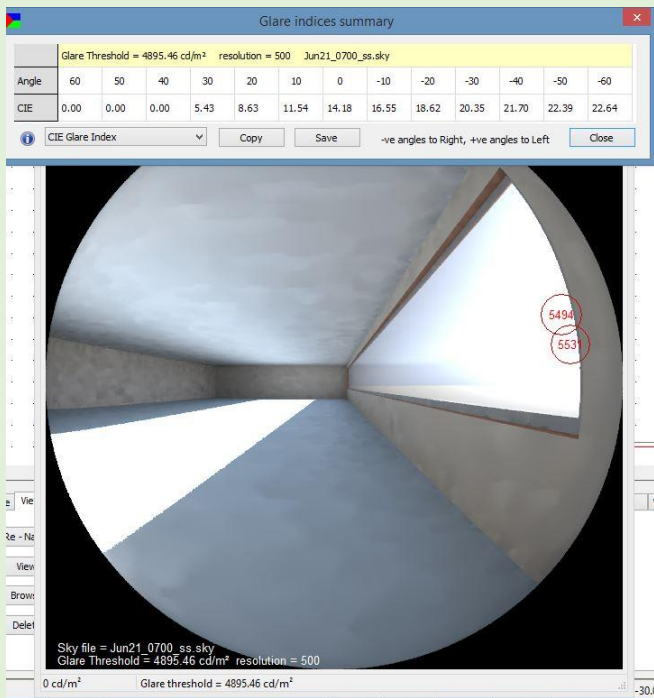 Glare indices summary
Glare Threshold = 4895.46 cd/m² resolution = 500 Jun21_0700_ss.sky
Angle 60 50 40 30 20 10 0 -10 -20 -30 -40 -50 -60
CIE 0.00 0.00 0.00 5.43 8.63 11.54 14.18 16.55 18.62 20.35 21.70 22.39 22.64
CIE Glare Index Copy Save -ve angles to Right, +ve angles to Left Close
5494
5531
Vie
Re - Na
View
Brow
Delet
Sky file = Jun21_0700_ss.sky
Glare Threshold = 4895.46 cd/m² resolution = 500
0 cd/m² Glare threshold = 4895.46 cd/m²